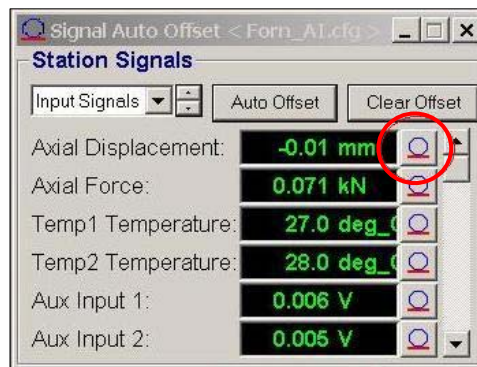 Signal Auto Offset < Forn_A1.cfg >
Station Signals
Input Signals Auto Offset Clear Offset
Axial Displacement: -0.01 mm
Axial Force: 0.071 kN
Temp1 Temperature: 27.0 deg_
Temp2 Temperature: 28.0 deg_
Aux Input 1: 0.006 V
Aux Input 2: 0.005 V